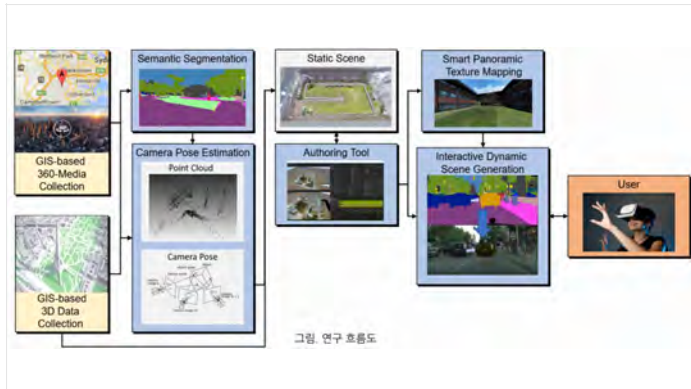 Semantic Segmentation
Static Scene
Smart Panoramic
Texture Mapping
A
GIS-based
360-Media
Collection
Camera Pose Estimation
Point Cloud
Camera Pose
Authoring Tool
Interactive Dynamic
Scene Generation
User
GIS-based
3D Data
Collection
그림. 연구 흐름도